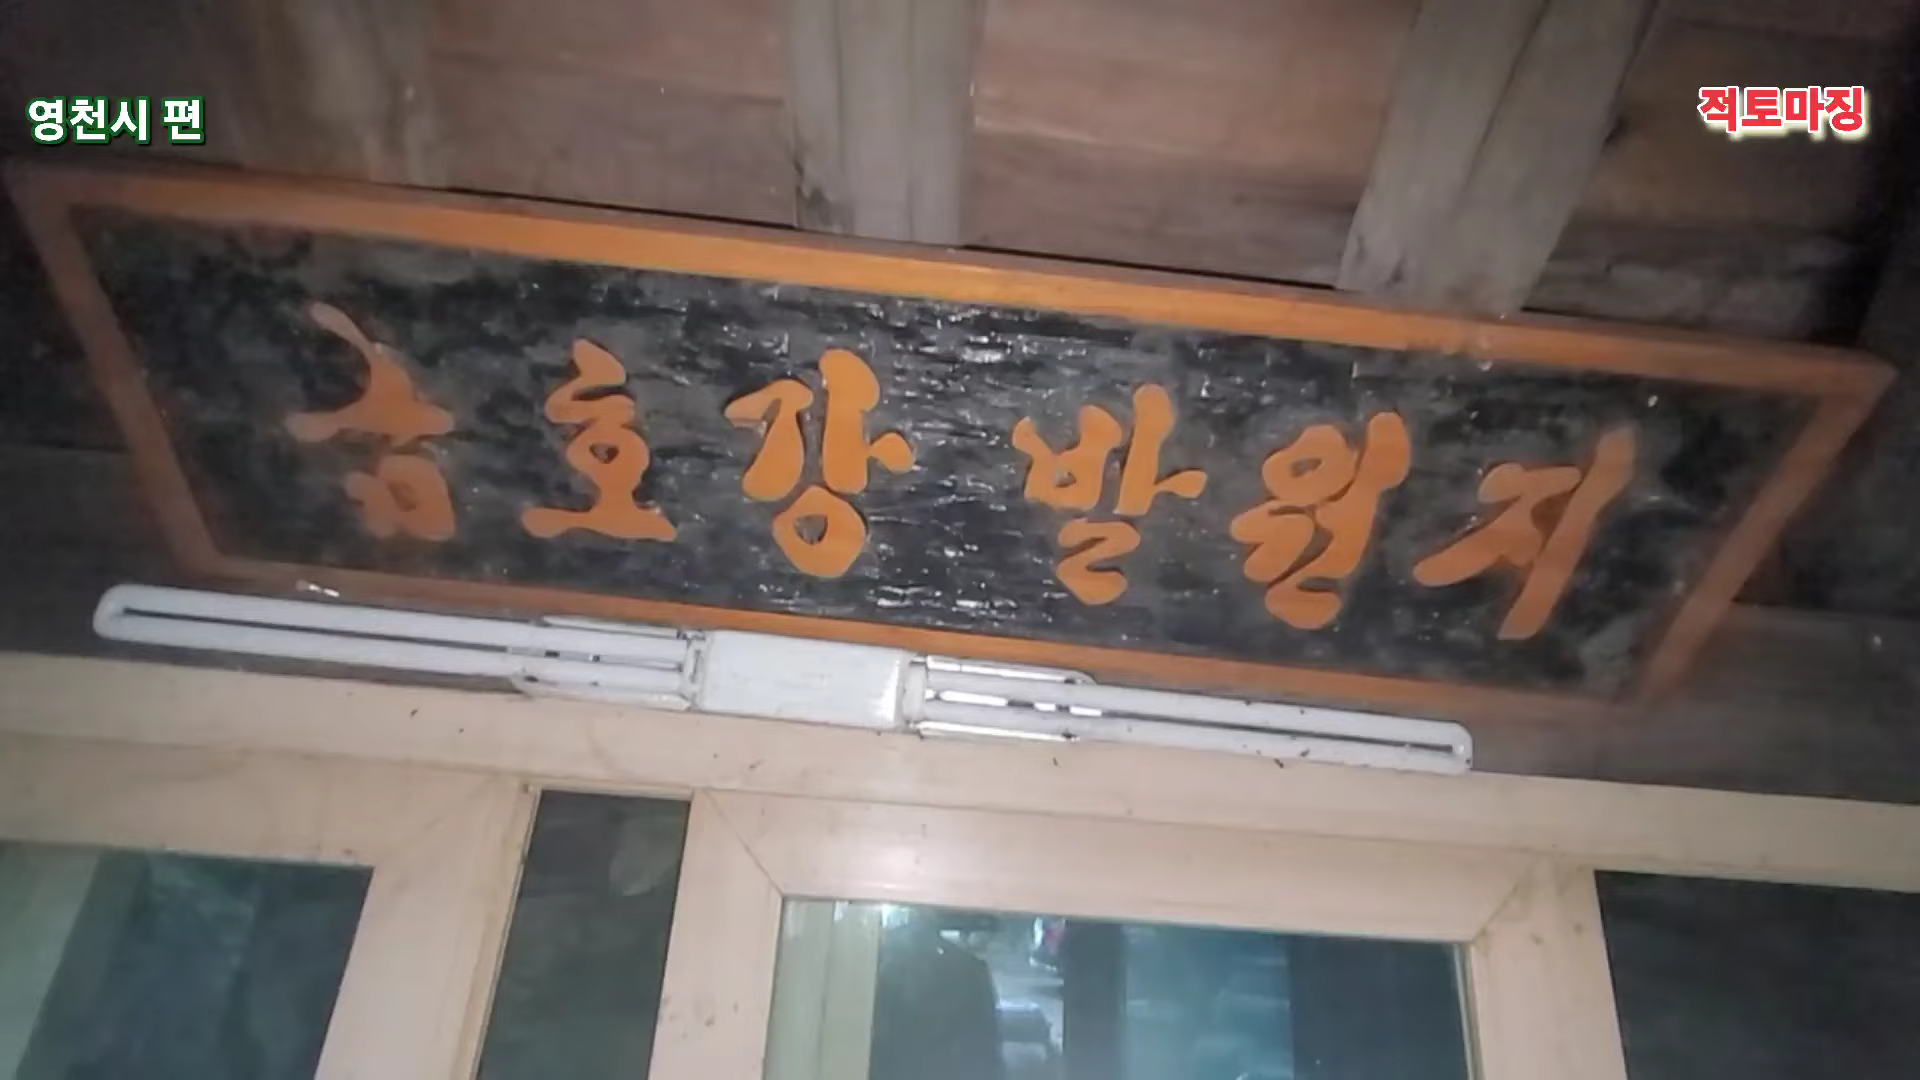 영천시 편
적토마징
금호강 발원지